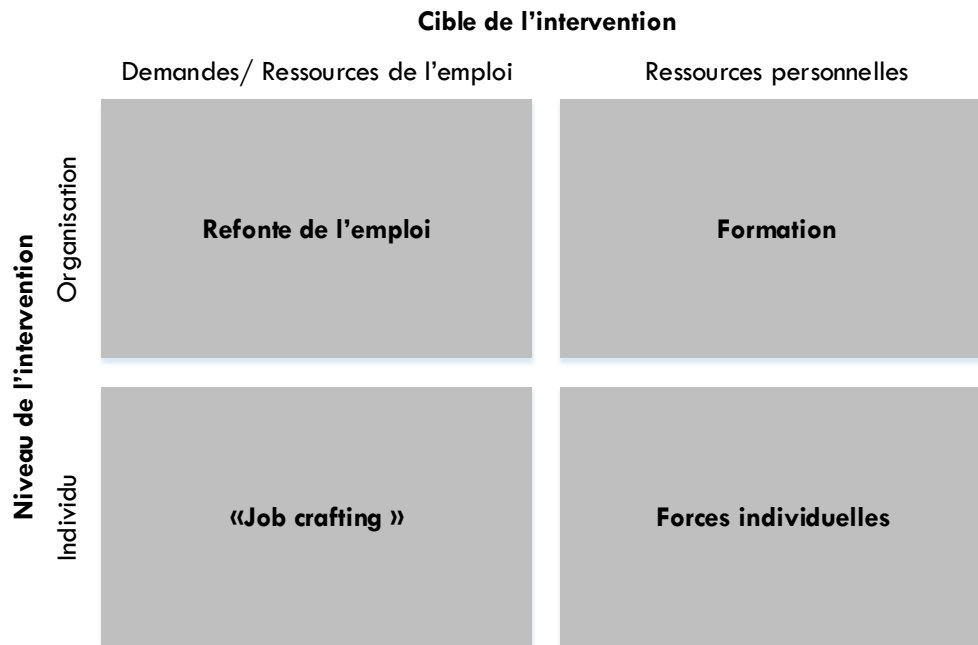 Cible de l’intervention
Demandes/ Ressources de l’emploi
Ressources personnelles
Niveau de l’intervention
Organisation
Refonte de l’emploi
Formation
Individu
«Job crafting »
Forces individuelles